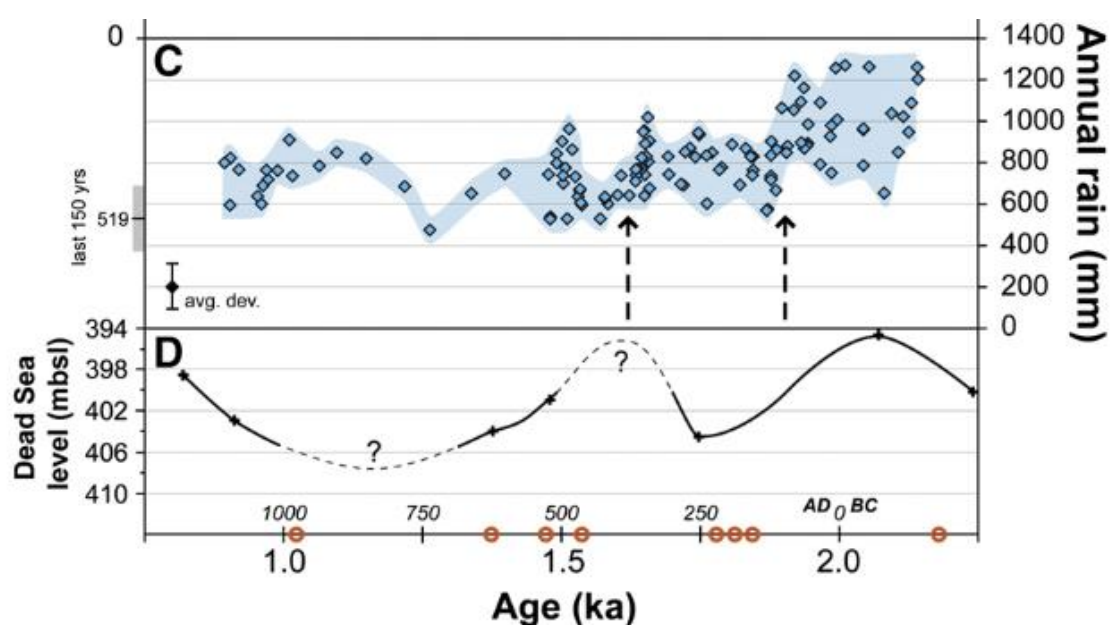 0
C
1400
1200
1000
800
600
400
200
0
Annual rain (mm)
last 150 yrs
519
avg. dev.
394
398
402
406
410
D
Dead Sea
level (mbsl)
?
?
1000
750
500
250
AD 0 BC
1.0
1.5
2.0
Age (ka)